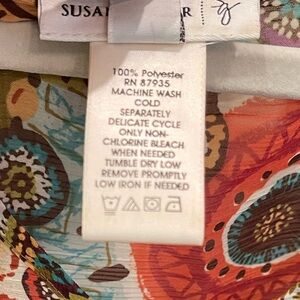 SUSA
R
100% Polyester
RN 87935
MACHINE WASH
COLD
SEPARATELY
DELICATE CYCLE
ONLY NON-
CHLORINE BLEACH
WHEN NEEDED
TUMBLE DRY LOW
REMOVE PROMPTLY
LOW IRON IF NEEDED